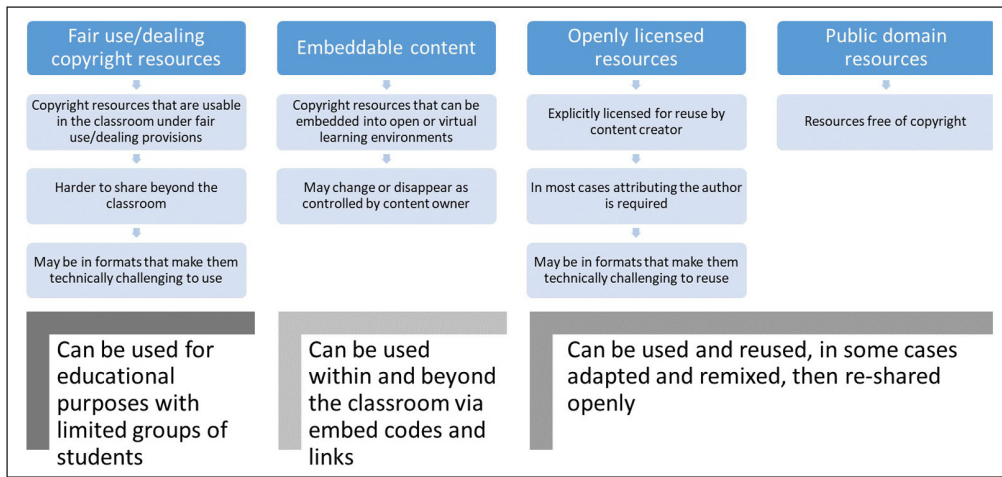 Fair use/dealing
copyright resources
Copyright resources that are usable
in the classroom under fair
use/dealing provisions
Harder to share beyond the
classroom
May be in formats that make them
technically challenging to use
Can be used for
educational
purposes with
limited groups of
students
Embeddable content
Copyright resources that can be
embedded into open or virtual
learning environments
May change or disappear as
controlled by content owner
Can be used
within and beyond
the classroom via
embed codes and
links
Openly licensed
resources
Explicitly licensed for reuse by
content creator
In most cases attributing the author
is required
May be in formats that make them
technically challenging to reuse
Public domain
resources
Resources free of copyright
Can be used and reused, in some cases
adapted and remixed, then re-shared
openly